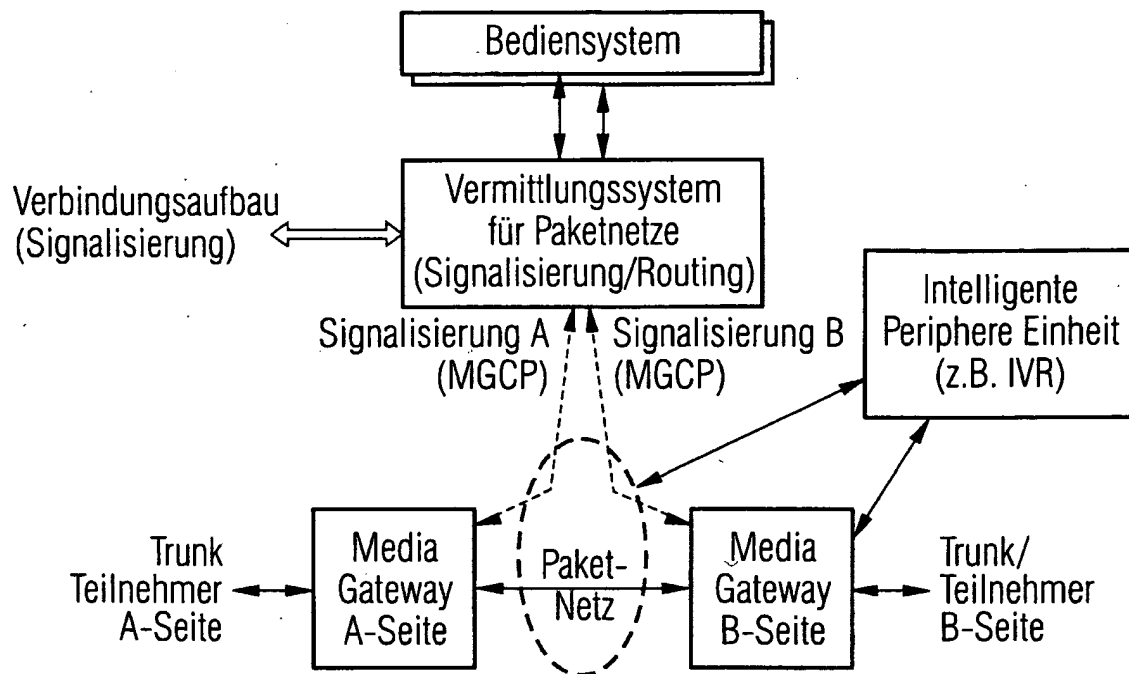 Bediensystem
Vermittlungssystem
für Paketnetze
(Signalisierung/Routing)
Verbindungsaufbau
(Signalisierung)
Intelligente
Periphere Einheit
(z.B. IVR)
Signalisierung A
(MGCP)
Signalisierung B
(MGCP)
Trunk
Teilnehmer
A-Seite
Media
Gateway
A-Seite
Paket-
Netz
Media
Gateway
B-Seite
Trunk/
Teilnehmer
B-Seite